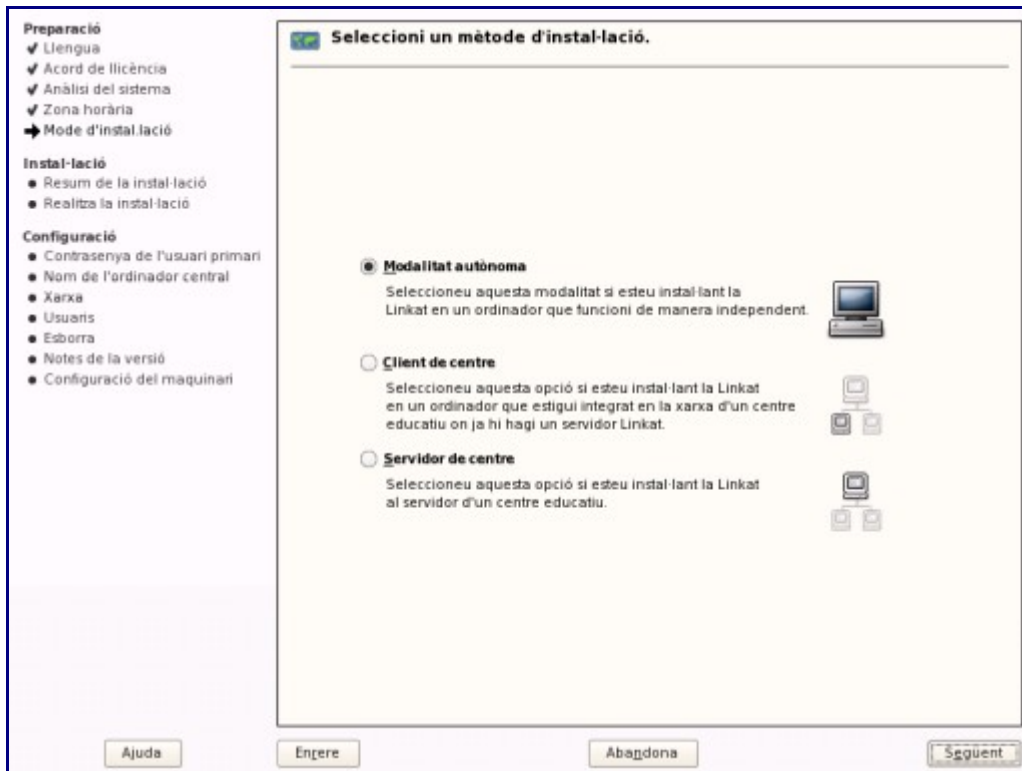 Preparació
Llengua
Acord de llicència
Anàlisi del sistema
Zona horària
Mode d'instal.lació
Instal·lació
Resum de la instal·lació
Realitza la instal·lació
Configuració
Contrasenya de l'usuari primari
Nom de l'ordinador central
Xarxa
Usuaris
Esborra
Notes de la versió
Configuració del maquinari
Seleccioni un mètode d'instal·lació.
Modalitat autònoma
Seleccioneu aquesta modalitat si esteu instal·lant la
Linkat en un ordinador que funcioni de manera independent.
Client de centre
Seleccioneu aquesta opció si esteu instal·lant la Linkat
en un ordinador que estigui integrat en la xarxa d'un centre
educatiu on ja hi hagi un servidor Linkat.
Servidor de centre
Seleccioneu aquesta opció si esteu instal·lant la Linkat
al servidor d'un centre educatiu.
Ajuda
Enrere
Abandona
Següent